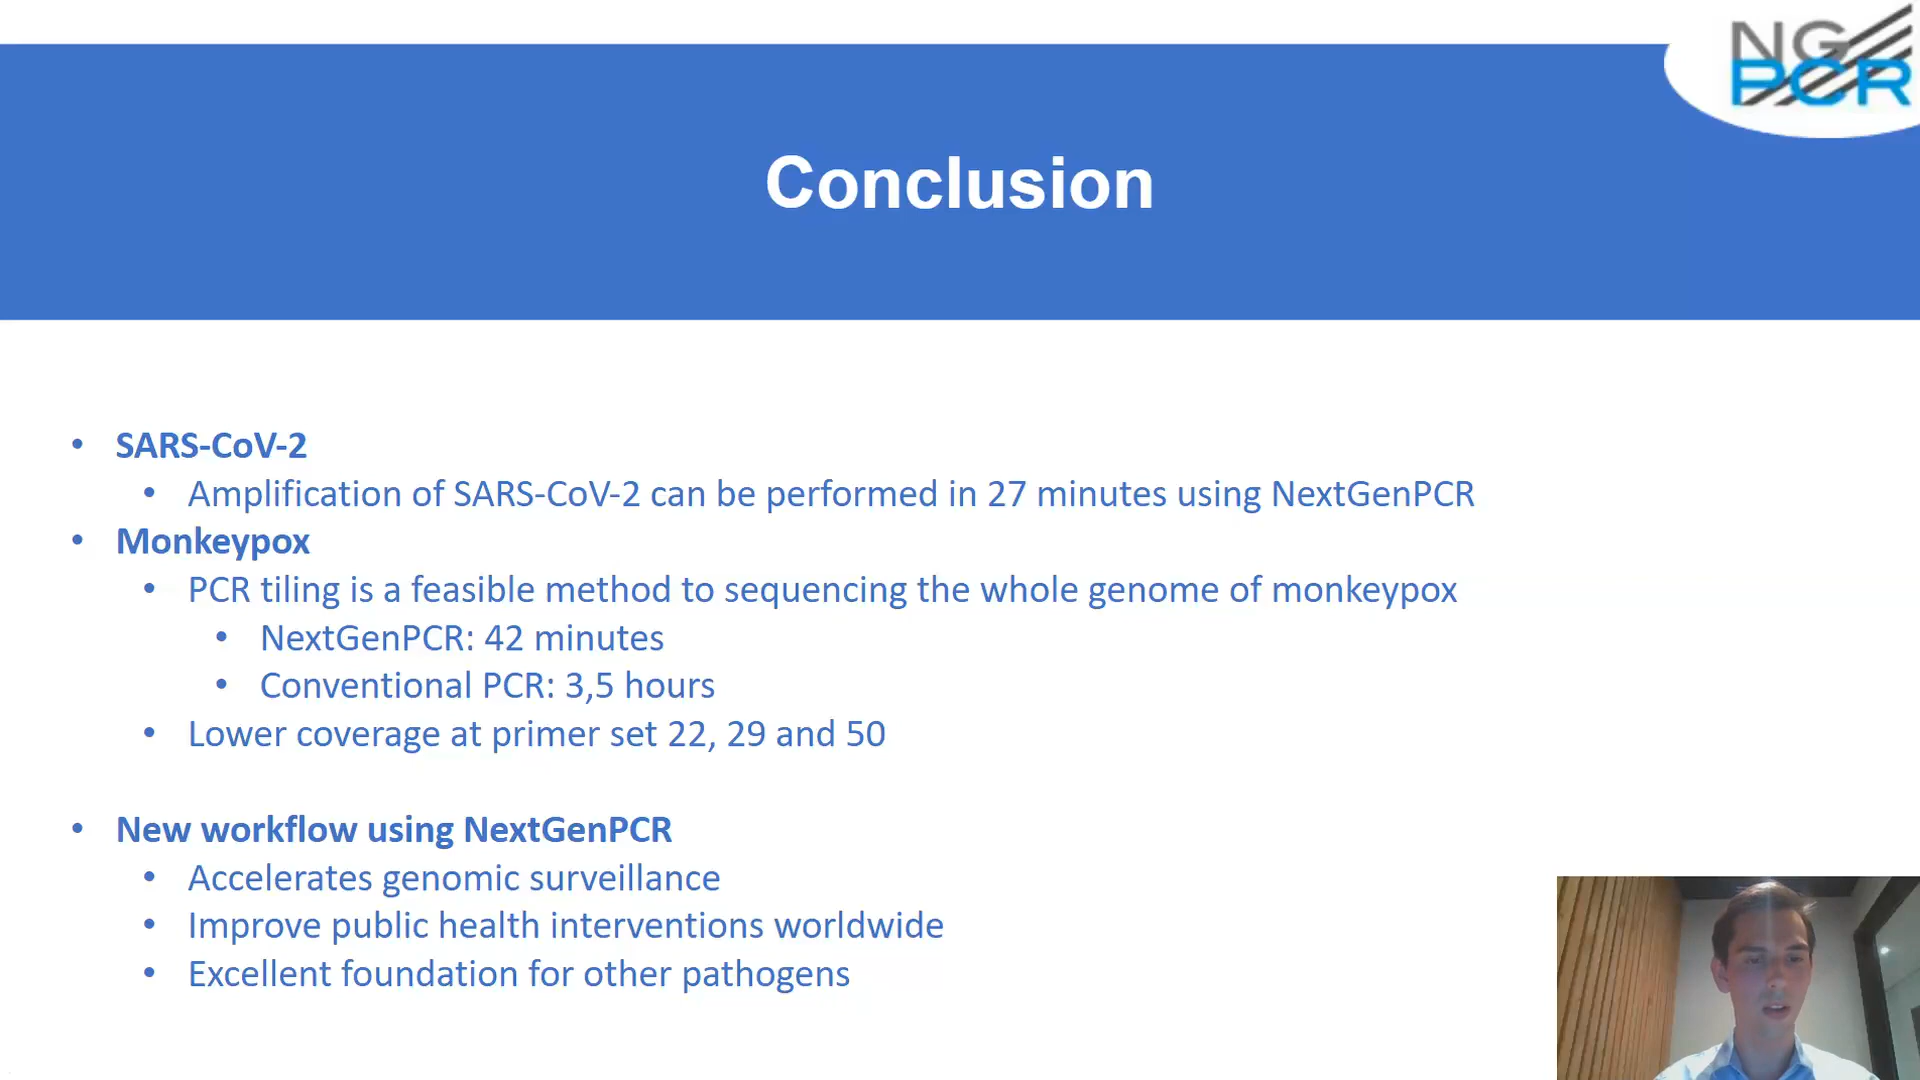 NG
PCR
Conclusion
• SARS-CoV-2
• Amplification of SARS-CoV-2 can be performed in 27 minutes using NextGenPCR
• Monkeypox
• PCR tiling is a feasible method to sequencing the whole genome of monkeypox
• NextGenPCR: 42 minutes
• Conventional PCR: 3,5 hours
• Lower coverage at primer set 22, 29 and 50
• New workflow using NextGenPCR
• Accelerates genomic surveillance
• Improve public health interventions worldwide
• Excellent foundation for other pathogens